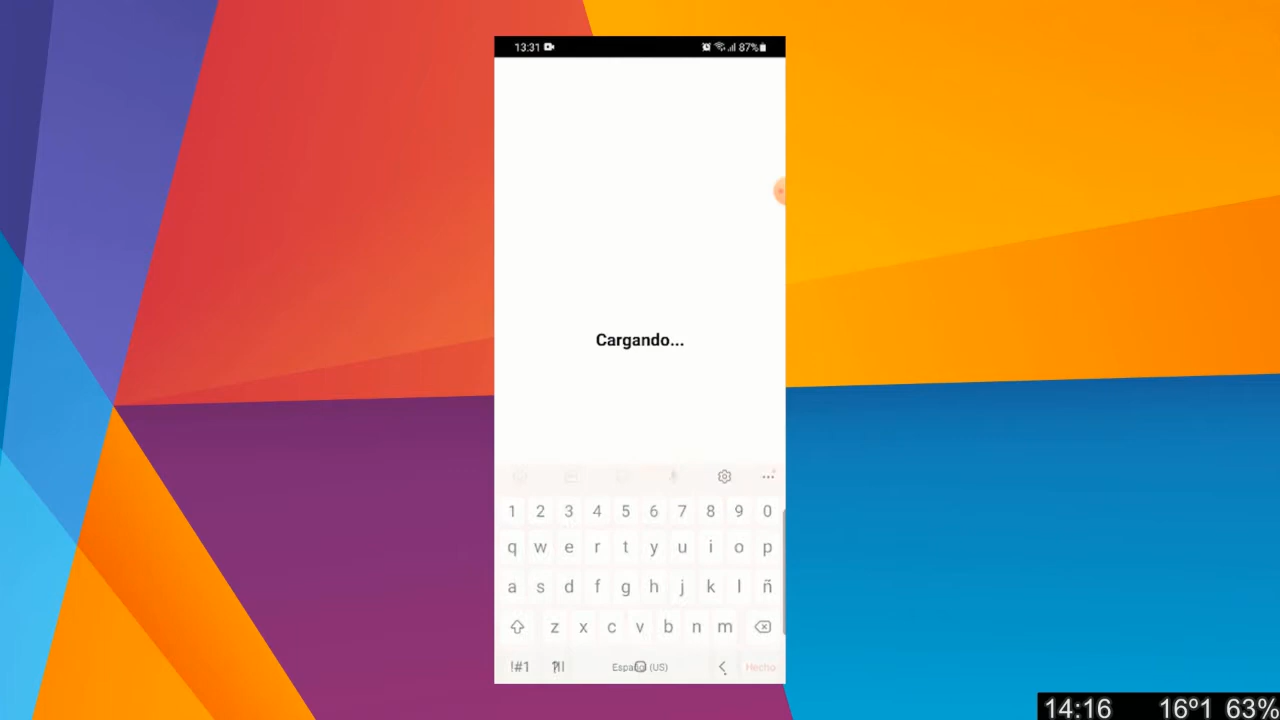 13:31 87%
Cargando...
1 2 3 4 5 6 7 8 9 0
q w e r t y u i o p
a s d f g h j k l ñ
z x c v b n m
!#1 Español (US) Hecho
14:16 16º1 63%